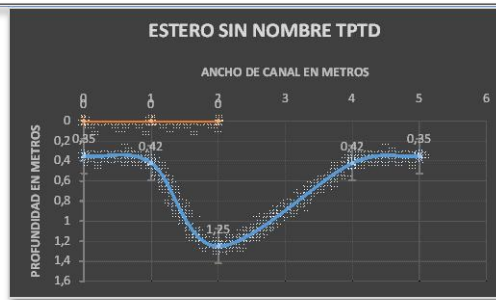 ESTERO SIN NOMBRE TPTD
ANCHO DE CANAL EN METROS
0 1 2 3 4 5 6
0 0 0
PROFUNDIDAD EN METROS
0
0,2
0,4
0,6
0,8
1
1,2
1,4
1,6
0,35 0,42 1,25 0,42 0,35